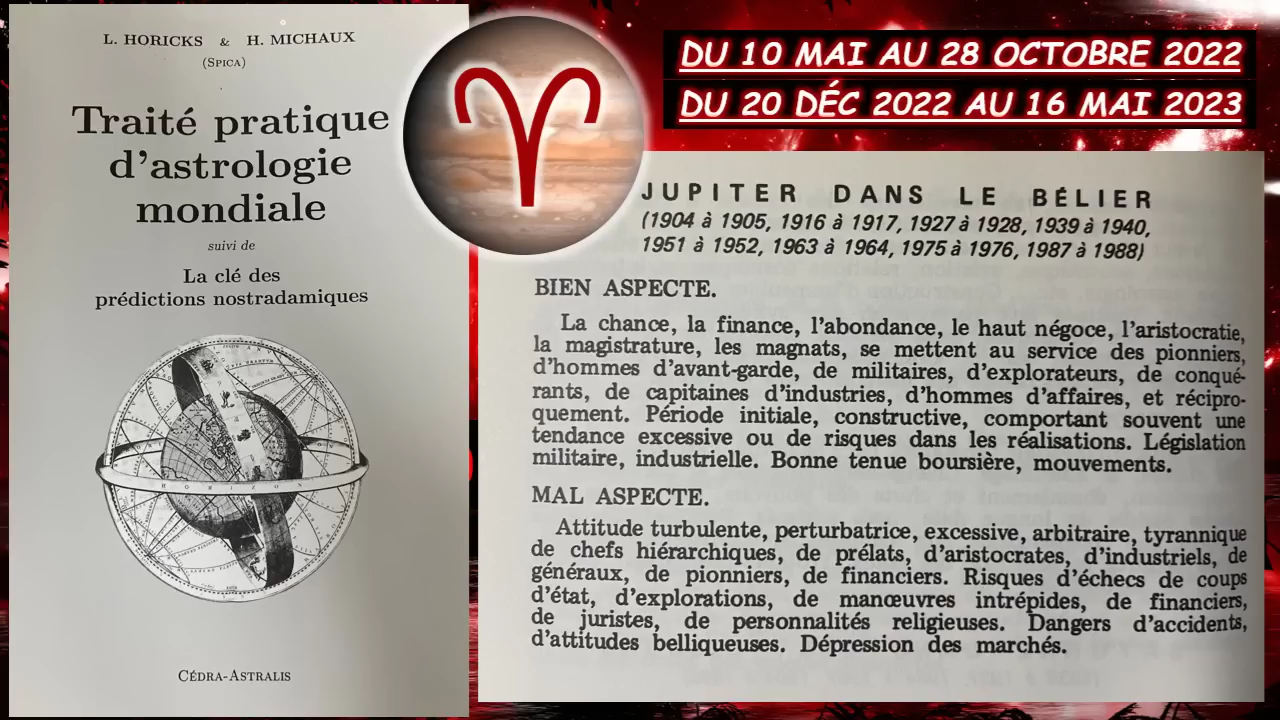 L. HORICKS & H. MICHAUX
(SPICA)
Traité pratique
d'astrologie
mondiale
suivi de
La clé des
prédictions nostradamiques
HORIZON
CÉDRA-ASTRALIS
DU 10 MAI AU 28 OCTOBRE 2022
DU 20 DÉC 2022 AU 16 MAI 2023
JUPITER DANS LE BÉLIER
(1904 à 1905, 1916 à 1917, 1927 à 1928, 1939 à 1940,
1951 à 1952, 1963 à 1964, 1975 à 1976, 1987 à 1988)
BIEN ASPECTE.
La chance, la finance, l'abondance, le haut négoce, l'aristocratie,
la magistrature, les magnats, se mettent au service des pionniers,
d'hommes d'avant-garde, de militaires, d'explorateurs, de conqué-
rants, de capitaines d'industries, d'hommes d'affaires, et récipro-
quement. Période initiale, constructive, comportant souvent une
tendance excessive ou de risques dans les réalisations. Législation
militaire, industrielle. Bonne tenue boursière, mouvements.
MAL ASPECTE.
Attitude turbulente, perturbatrice, excessive, arbitraire, tyrannique
de chefs hiérarchiques, de prélats, d'aristocrates, d'industriels, de
généraux, de pionniers, de financiers. Risques d'échecs de coups
d'état, d'explorations, de manœuvres intrépides, de financiers,
de juristes, de personnalités religieuses. Dangers d'accidents,
d'attitudes belliqueuses. Dépression des marchés.